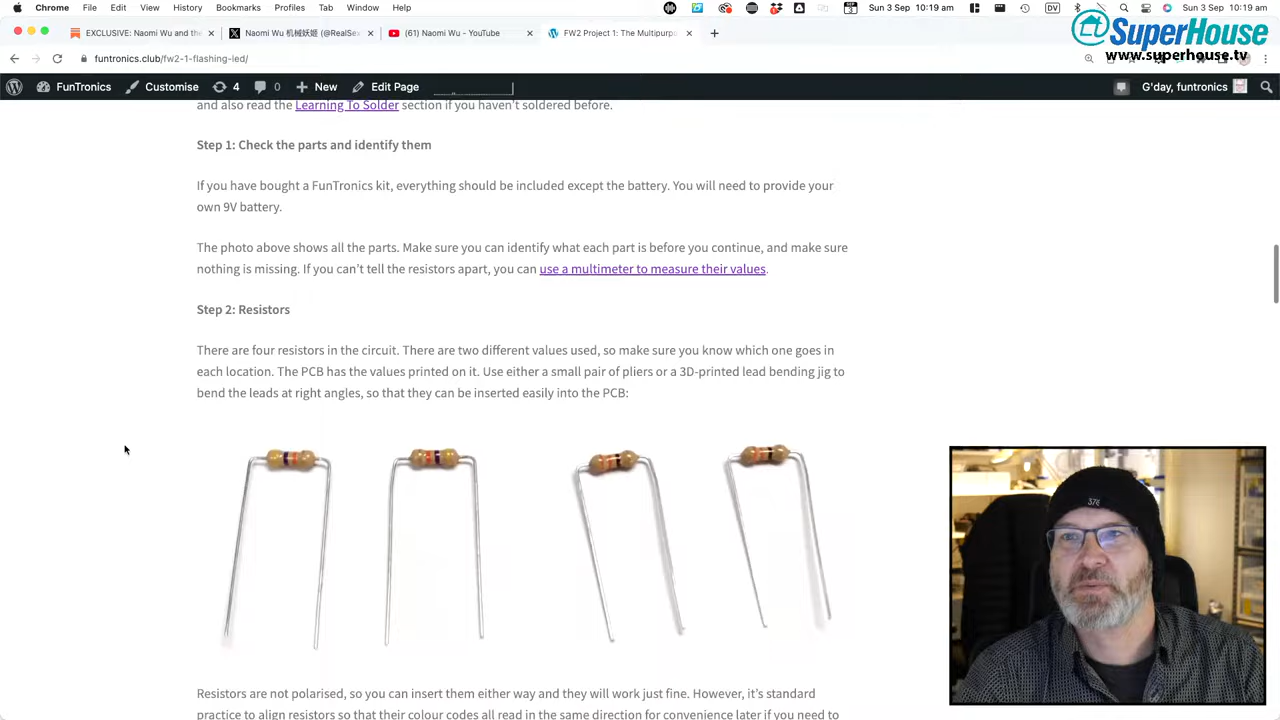 Chrome File Edit View History Bookmarks Profiles Tab Window Help
Sun 3 Sep 10:19 am
Sun 3 Sep 10:19 am
EXCLUSIVE: Naomi Wu and the
Naomi Wu 机械妖姬 (@RealSe
(61) Naomi Wu - YouTube
FW2 Project 1: The Multipurpo
SuperHouse
www.superhouse.tv
funtronics.club/fw2-1-flashing-led/
FunTronics Customise 4 0 New Edit Page
G'day, funtronics
and also read the Learning To Solder section if you haven't soldered before.
Step 1: Check the parts and identify them
If you have bought a FunTronics kit, everything should be included except the battery. You will need to provide your
own 9V battery.
The photo above shows all the parts. Make sure you can identify what each part is before you continue, and make sure
nothing is missing. If you can't tell the resistors apart, you can use a multimeter to measure their values.
Step 2: Resistors
There are four resistors in the circuit. There are two different values used, so make sure you know which one goes in
each location. The PCB has the values printed on it. Use either a small pair of pliers or a 3D-printed lead bending jig to
bend the leads at right angles, so that they can be inserted easily into the PCB:
Resistors are not polarised, so you can insert them either way and they will work just fine. However, it's standard
practice to align resistors so that their colour codes all read in the same direction for convenience later if you need to